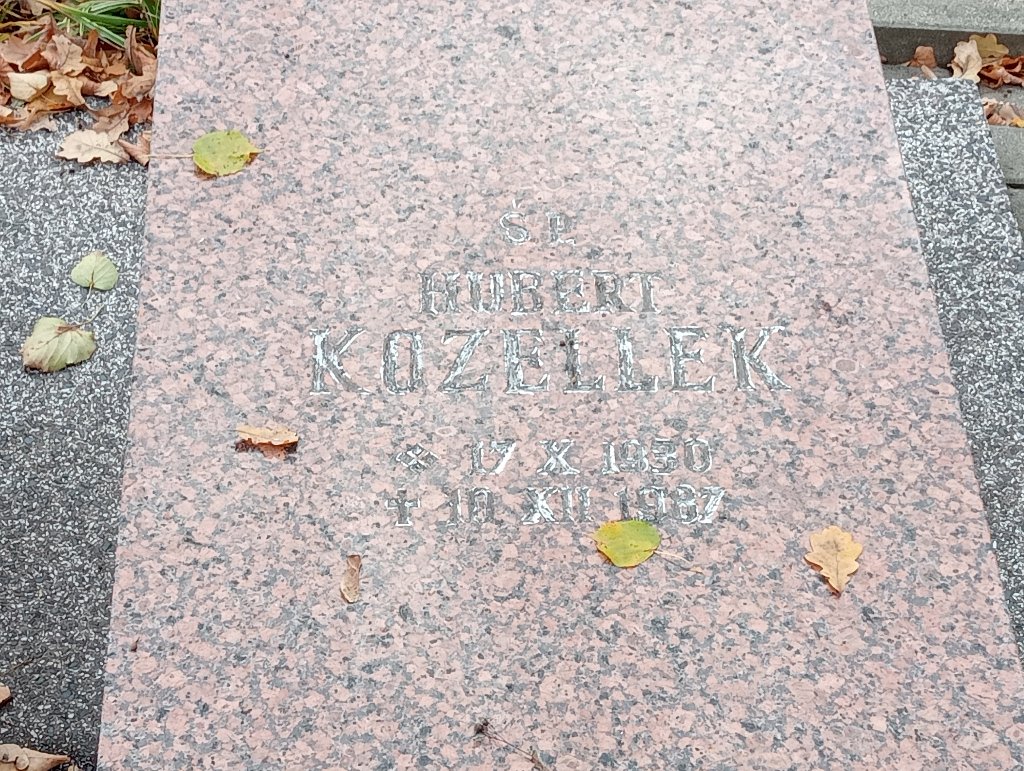 Ś.P.
HUBERT
KOZELLEK
17 X 1930
10 XII 1987